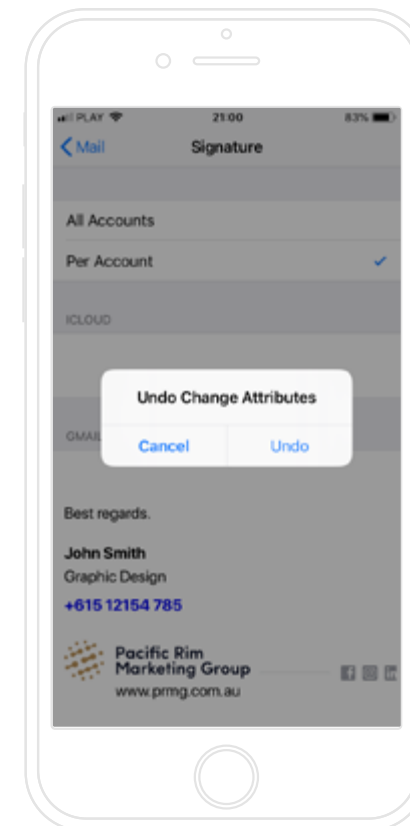 PLAY 21:00 83%
Mail Signature
All Accounts
Per Account
ICLOUD
Undo Change Attributes
GMAIL
Cancel Undo
Best regards.
John Smith
Graphic Design
+615 12154 785
Pacific Rim
Marketing Group
www.prmg.com.au